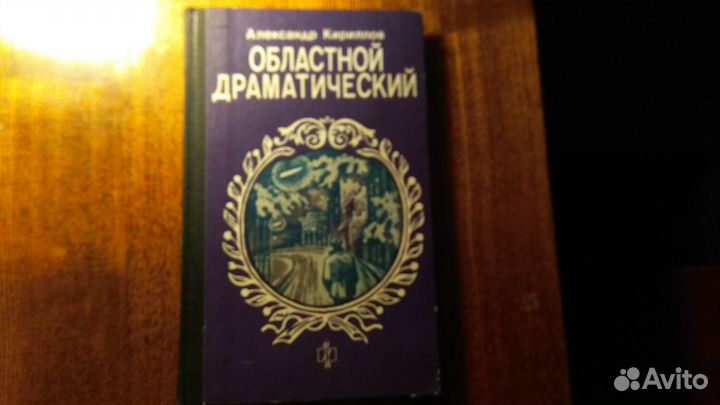 Александр Кириллов
ОБЛАСТНОЙ
ДРАМАТИЧЕСКИЙ
Avito